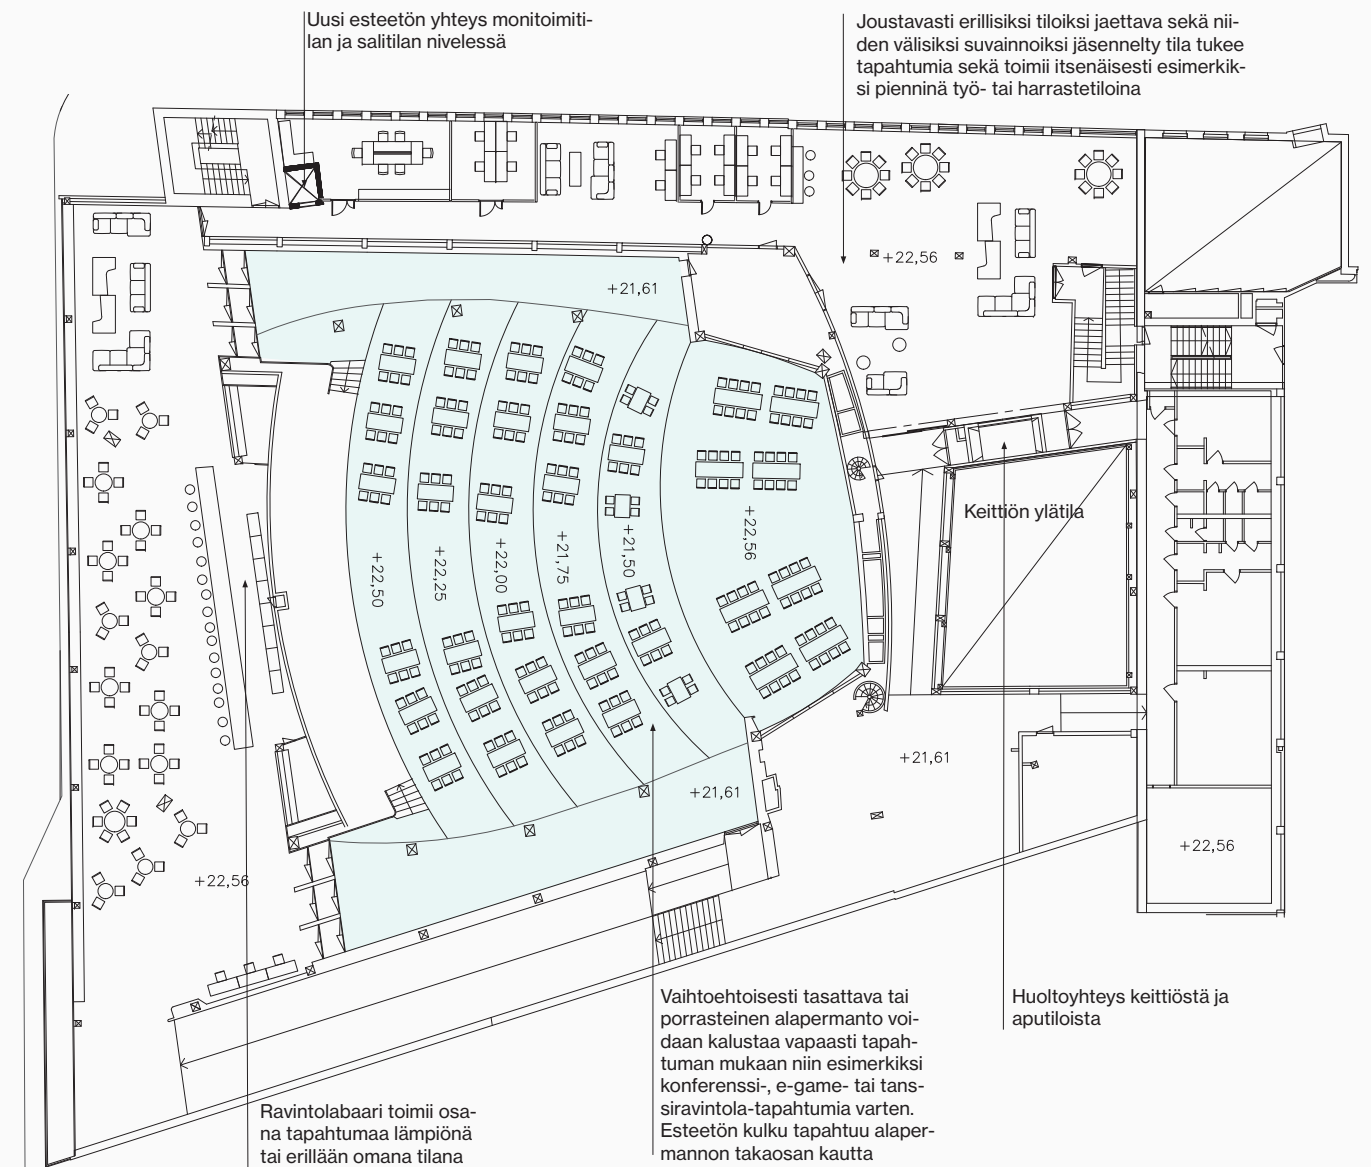 Uusi esteetön yhteys monitoimiti-
lan ja salitilan nivelessä
Joustavasti erillisiksi tiloiksi jaettava sekä nii-
den välisiksi suvainnoiksi jäsennelty tila tukee
tapahtumia sekä toimii itsenäisesti esimerkik-
si pienninä työ- tai harrastetiloina
+22,56
+21,61
Keittiön ylätila
+22,50
+22,25
+22,00
+21,75
+21,50
+22,56
+21,61
+21,61
+22,56
+22,56
Vaihtoehtoisesti tasattava tai
porrasteinen alapermanto voi-
daan kalustaa vapaasti tapah-
tuman mukaan niin esimerkiksi
konferenssi-, e-game- tai tans-
siravintola-tapahtumia varten.
Esteetön kulku tapahtuu alaper-
mannon takaosan kautta
Huoltoyhteys keittiöstä ja
aputiloista
Ravintolabaari toimii osa-
na tapahtumaa lämpiönä
tai erillään omana tilana